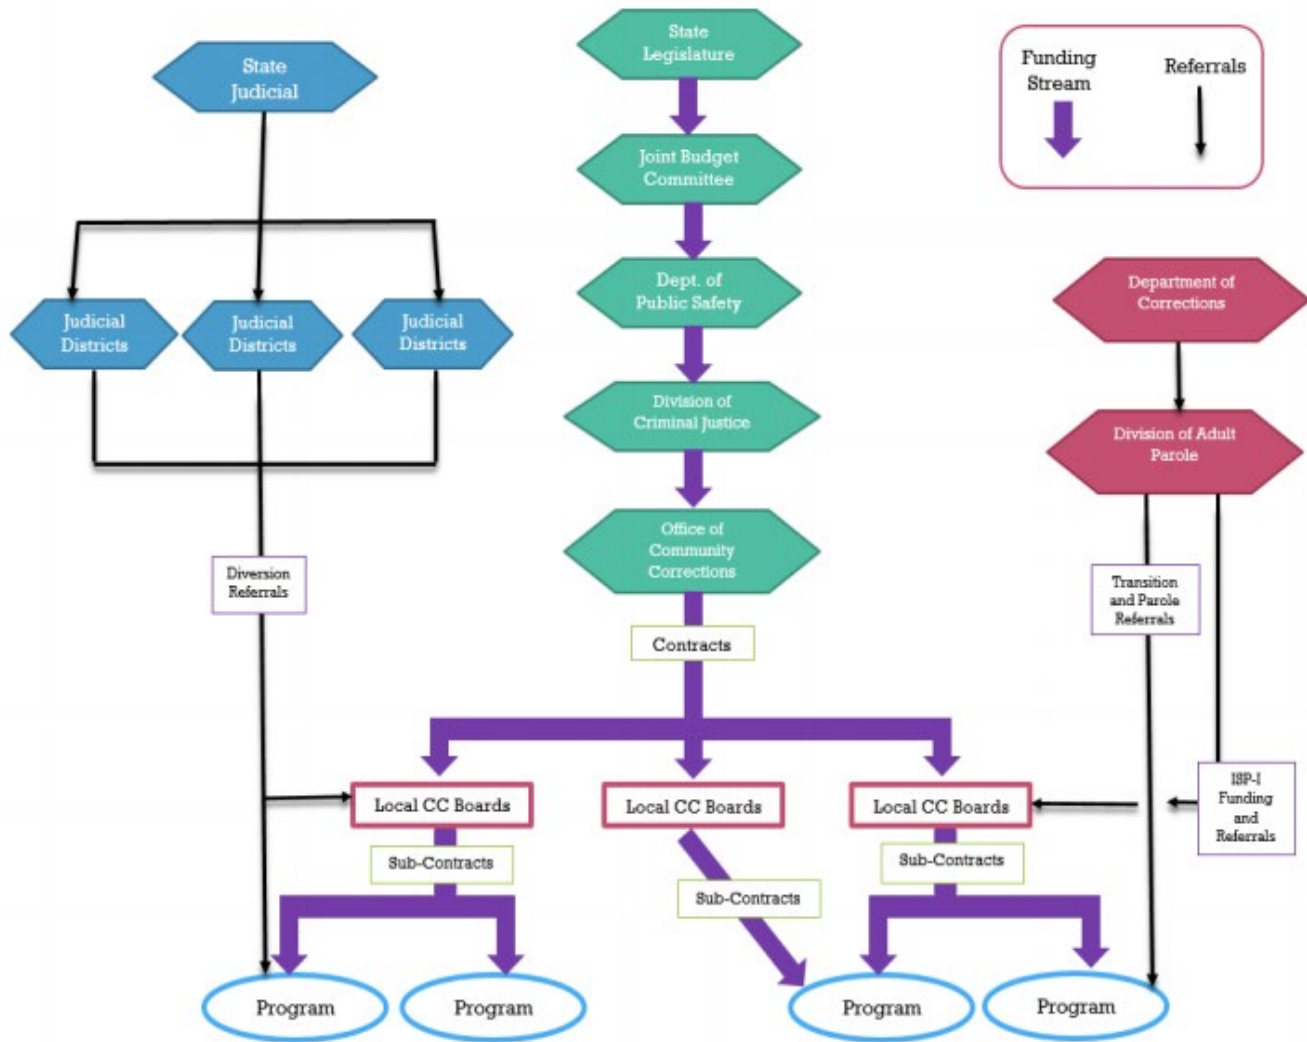 State
Legislature
Funding
Stream
Referrals
State
Judicial
Joint Budget
Committee
Dept. of
Public Safety
Department of
Corrections
Judicial
Districts
Judicial
Districts
Judicial
Districts
Division of
Criminal Justice
Division of Adult
Parole
Office of
Community
Corrections
Diversion
Referrals
Transition
and Parole
Referrals
Contracts
Local CC Boards
Local CC Boards
Local CC Boards
ISP-I
Funding
and
Referrals
Sub-Contracts
Sub-Contracts
Sub-Contracts
Program
Program
Program
Program